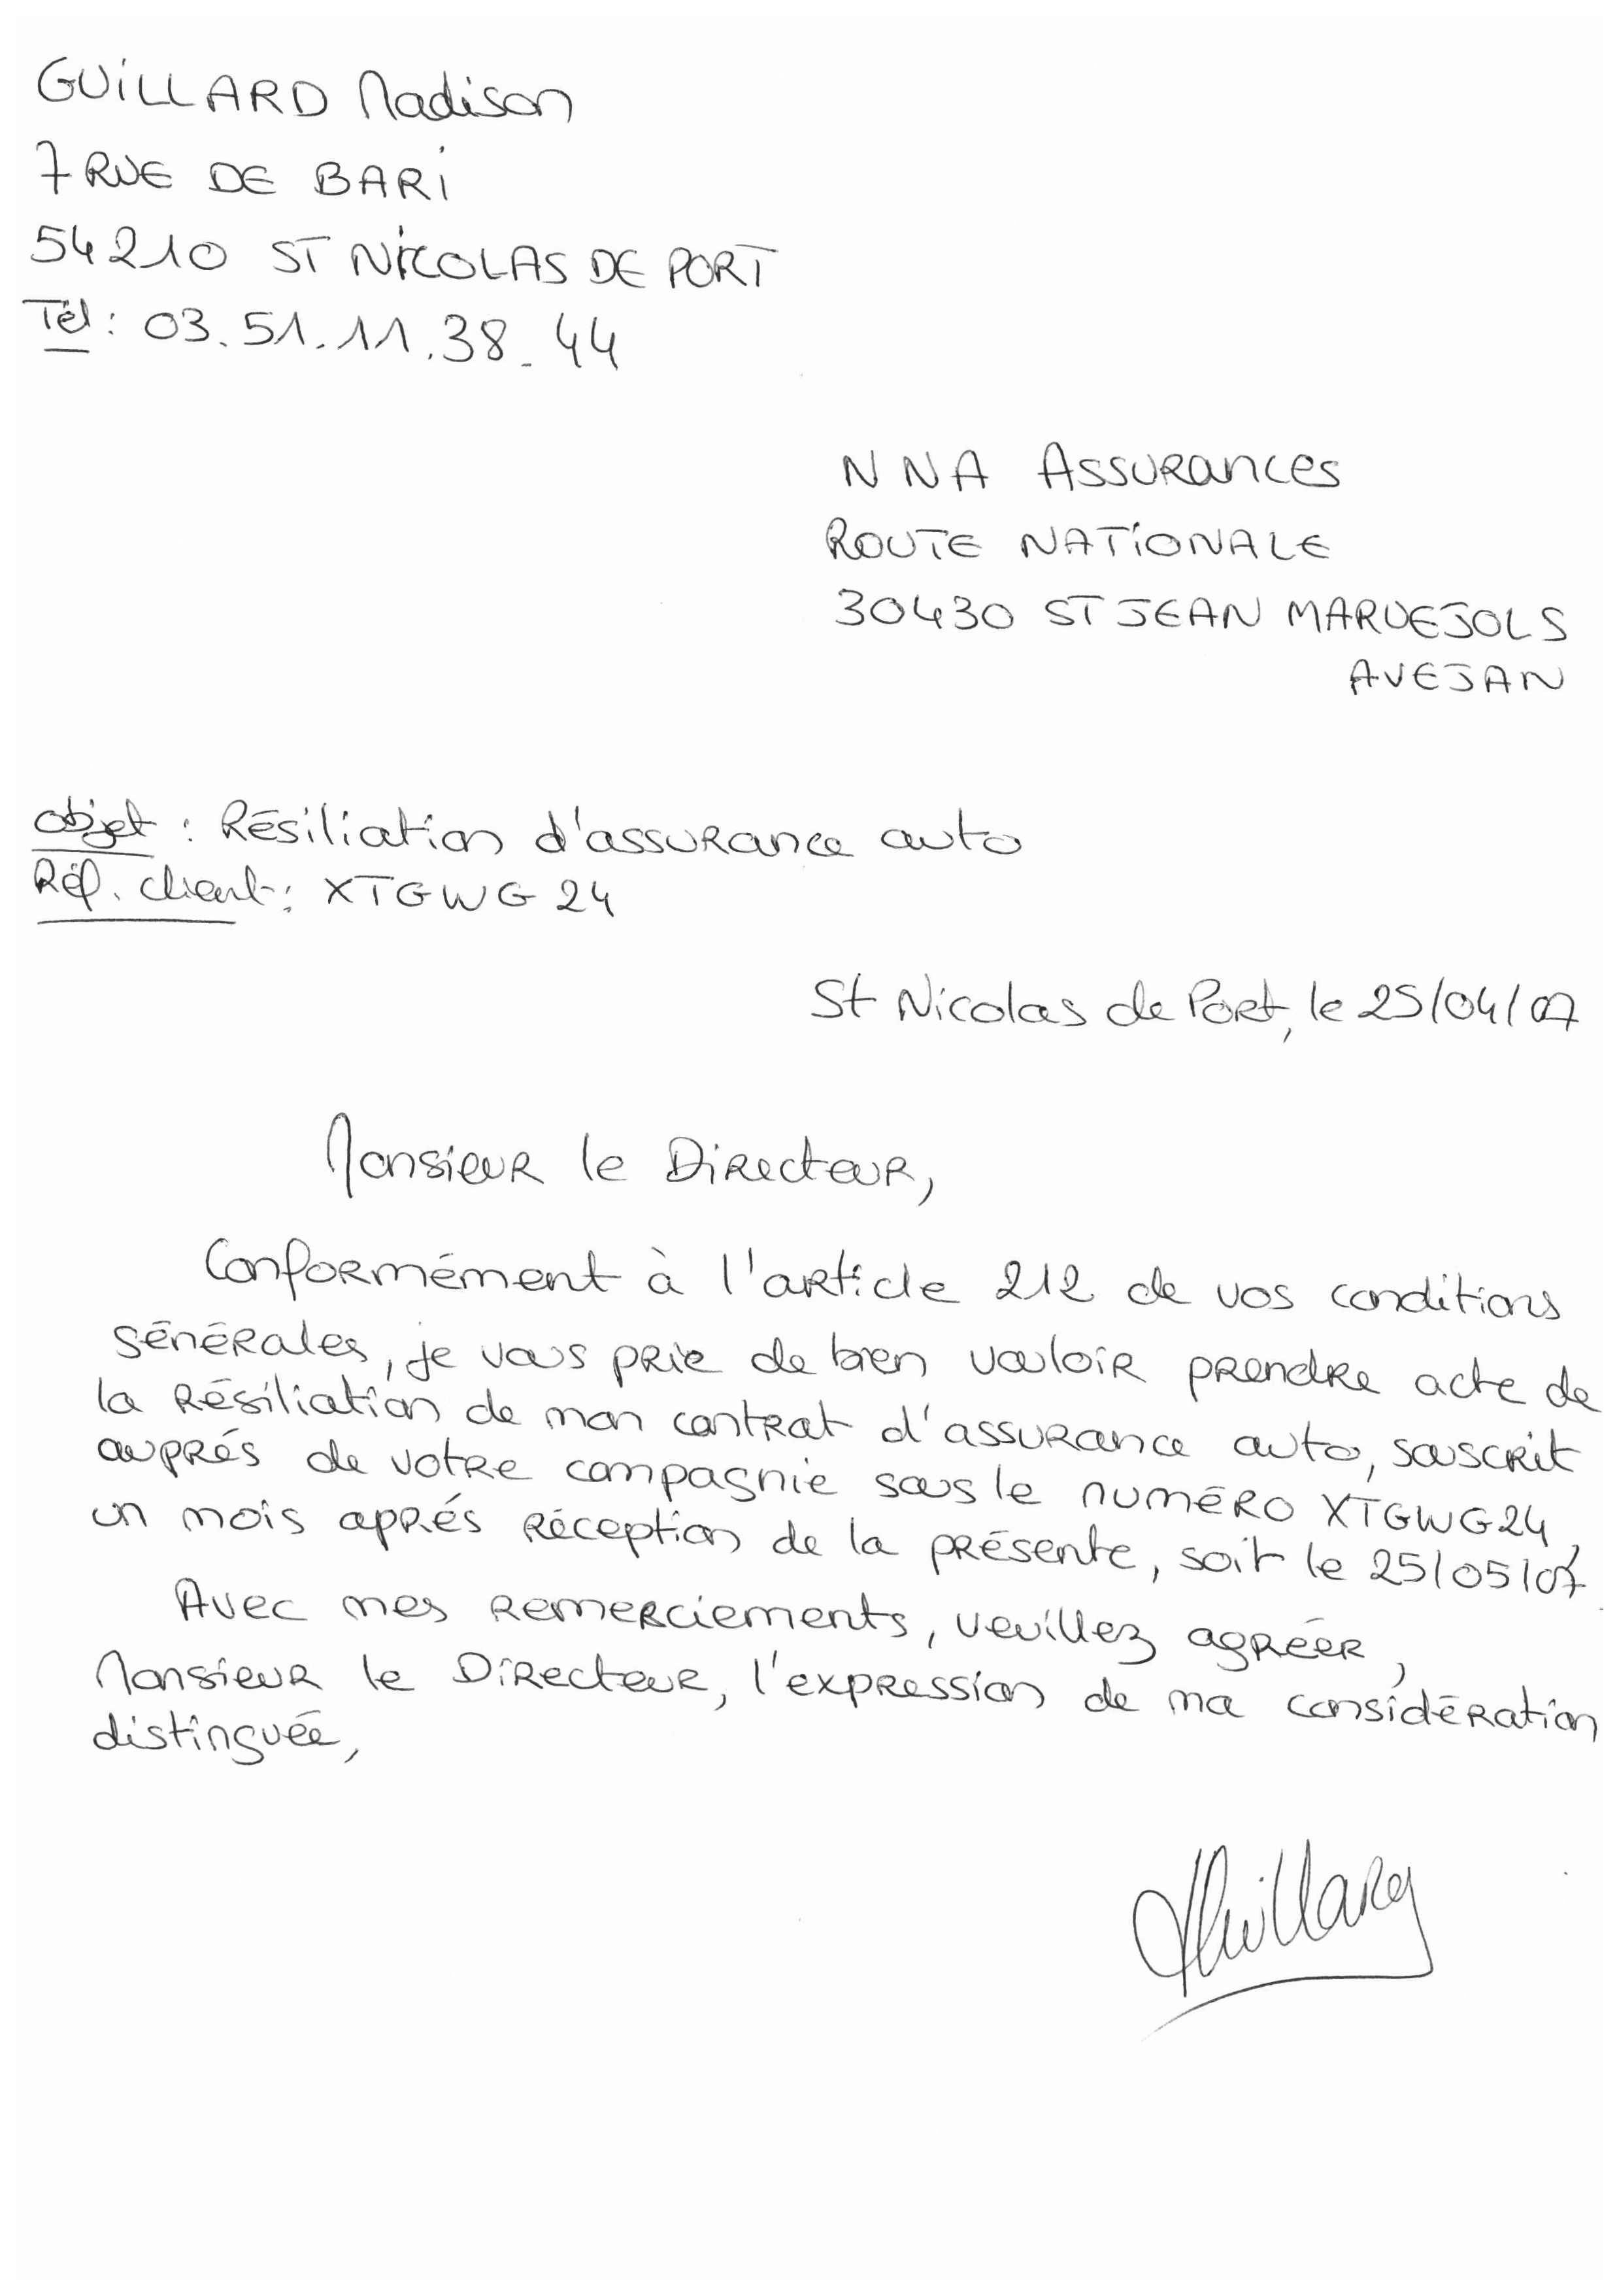 GUILLARD Madison
7 RUE DE BARI
54210 ST NICOLAS DE PORT
Tél : 03.51.11.38.44
NNA Assurances
ROUTE NATIONALE
30430 ST JEAN MARUEJOLS
AVEJAN
objet : Résiliation d'assurance auto
Réf. client : XTGWG24
St Nicolas de Port, le 25/04/07
Monsieur le Directeur,
Conformément à l'article 212 de vos conditions
générales, je vous prie de bien vouloir prendre acte de
la résiliation de mon contrat d'assurance auto, souscrit
auprés de votre compagnie sous le numéro XTGWG24,
un mois aprés réception de la présente, soit le 25/05/07.
Avec mes remerciements, veuillez agréer,
Monsieur le Directeur, l'expression de ma considération
distinguée,
Guillard